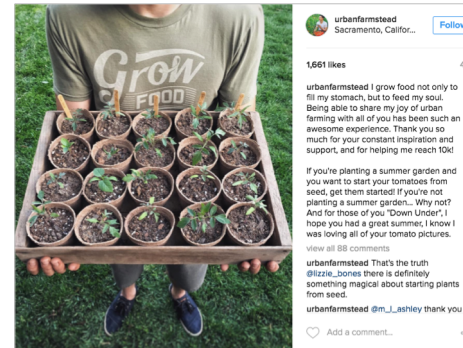 Grow
FOOD
urbanfarmstead
Sacramento, Califor...
Follow
1,661 likes
urbanfarmstead I grow food not only to
fill my stomach, but to feed my soul.
Being able to share my joy of urban
farming with all of you has been such an
awesome experience. Thank you so
much for your constant inspiration and
support, and for helping me reach 10k!
If you're planting a summer garden and
you want to start your tomatoes from
seed, get them started! If you're not
planting a summer garden... Why not?
And for those of you "Down Under", I
hope you had a great summer, I know I
was loving all of your tomato pictures.
view all 88 comments
urbanfarmstead That's the truth
@lizzie_bones there is definitely
something magical about starting plants
from seed.
urbanfarmstead @m_l_ashley thank you
Add a comment...